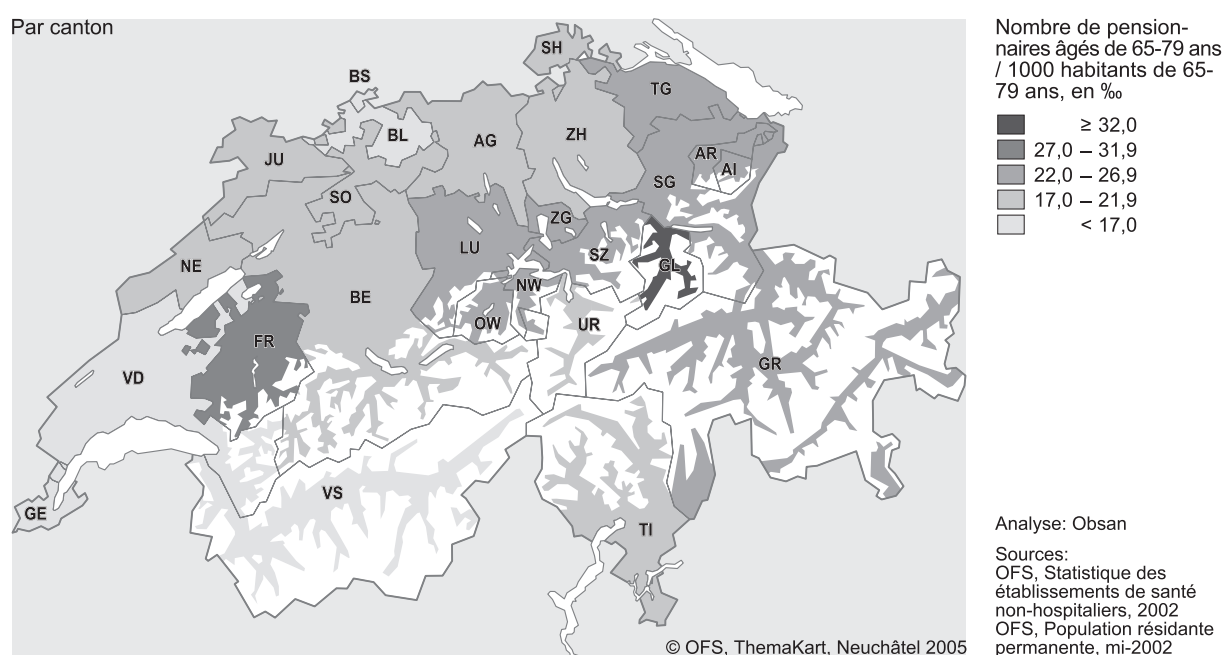 Par canton
SH
BS
TG
BL
AG
ZH
JU
AR
AI
SO
SG
ZG
LU
SZ
NE
GL
NW
BE
OW
UR
FR
GR
VD
VS
GE
TI
© OFS, ThemaKart, Neuchâtel 2005
Nombre de pension-
naires âgés de 65-79 ans
/ 1000 habitants de 65-
79 ans, en ‰
≥ 32,0
27,0 – 31,9
22,0 – 26,9
17,0 – 21,9
< 17,0
Analyse: Obsan
Sources:
OFS, Statistique des
établissements de santé
non-hospitaliers, 2002
OFS, Population résidante
permanente, mi-2002